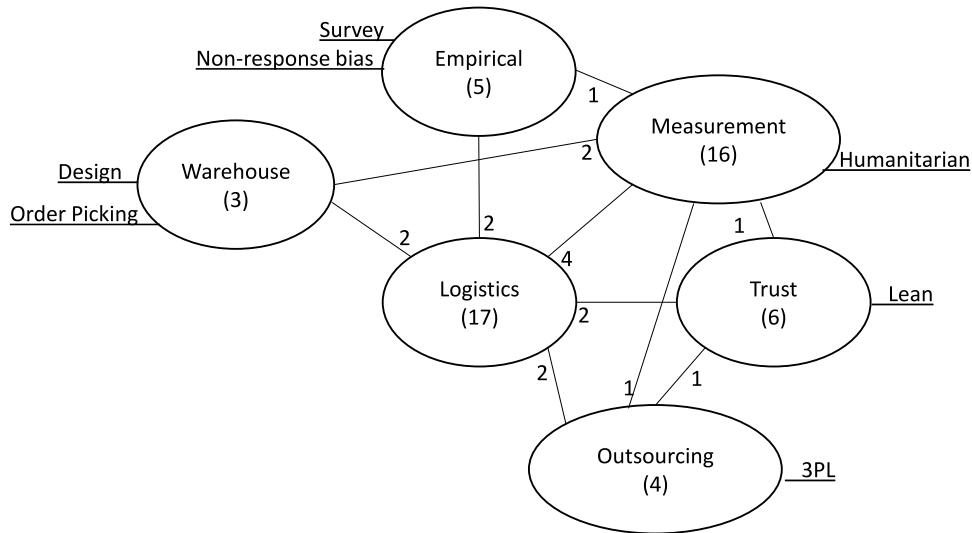 Survey
Non-response bias
Empirical
(5)
1
Measurement
(16)
2
Humanitarian
Design
Order Picking
Warehouse
(3)
2
2
4
1
Logistics
(17)
2
Trust
(6)
Lean
2
1
1
Outsourcing
(4)
3PL